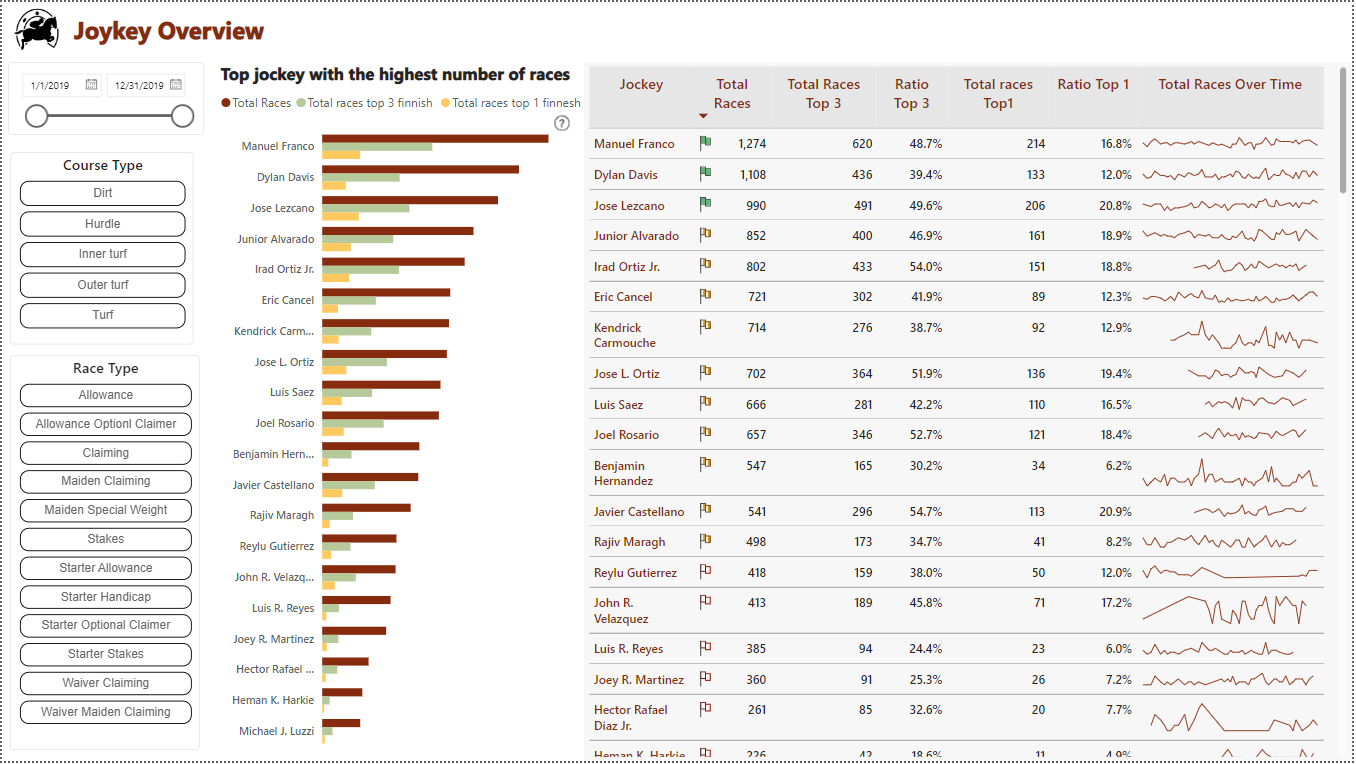 Joykey Overview
1/1/2019
12/31/2019
Course Type
Dirt
Hurdle
Inner turf
Outer turf
Turf
Race Type
Allowance
Allowance Optionl Claimer
Claiming
Maiden Claiming
Maiden Special Weight
Stakes
Starter Allowance
Starter Handicap
Starter Optional Claimer
Starter Stakes
Waiver Claiming
Waiver Maiden Claiming
Top jockey with the highest number of races
Total Races Total races top 3 finnish Total races top 1 finnesh
?
Manuel Franco
Dylan Davis
Jose Lezcano
Junior Alvarado
Irad Ortiz Jr.
Eric Cancel
Kendrick Carm...
Jose L. Ortiz
Luis Saez
Joel Rosario
Benjamin Hern...
Javier Castellano
Rajiv Maragh
Reylu Gutierrez
John R. Velazq...
Luis R. Reyes
Joey R. Martinez
Hector Rafael ...
Heman K. Harkie
Michael J. Luzzi
Jockey Total Races Total Races Top 3 Ratio Top 3 Total races Top1 Ratio Top 1 Total Races Over Time
Manuel Franco 1,274 620 48.7% 214 16.8%
Dylan Davis 1,108 436 39.4% 133 12.0%
Jose Lezcano 990 491 49.6% 206 20.8%
Junior Alvarado 852 400 46.9% 161 18.9%
Irad Ortiz Jr. 802 433 54.0% 151 18.8%
Eric Cancel 721 302 41.9% 89 12.3%
Kendrick 714 276 38.7% 92 12.9%
Carmouche
Jose L. Ortiz 702 364 51.9% 136 19.4%
Luis Saez 666 281 42.2% 110 16.5%
Joel Rosario 657 346 52.7% 121 18.4%
Benjamin 547 165 30.2% 34 6.2%
Hernandez
Javier Castellano 541 296 54.7% 113 20.9%
Rajiv Maragh 498 173 34.7% 41 8.2%
Reylu Gutierrez 418 159 38.0% 50 12.0%
John R. 413 189 45.8% 71 17.2%
Velazquez
Luis R. Reyes 385 94 24.4% 23 6.0%
Joey R. Martinez 360 91 25.3% 26 7.2%
Hector Rafael 261 85 32.6% 20 7.7%
Diaz Jr.
Heman K. Harkie 226 42 18.6% 11 4.9%